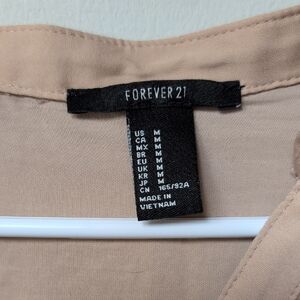 FOREVER 21
US M
CA M
MX M
BR M
EU M
UK M
KR M
JP M
CN 165/92A
MADE IN
VIETNAM